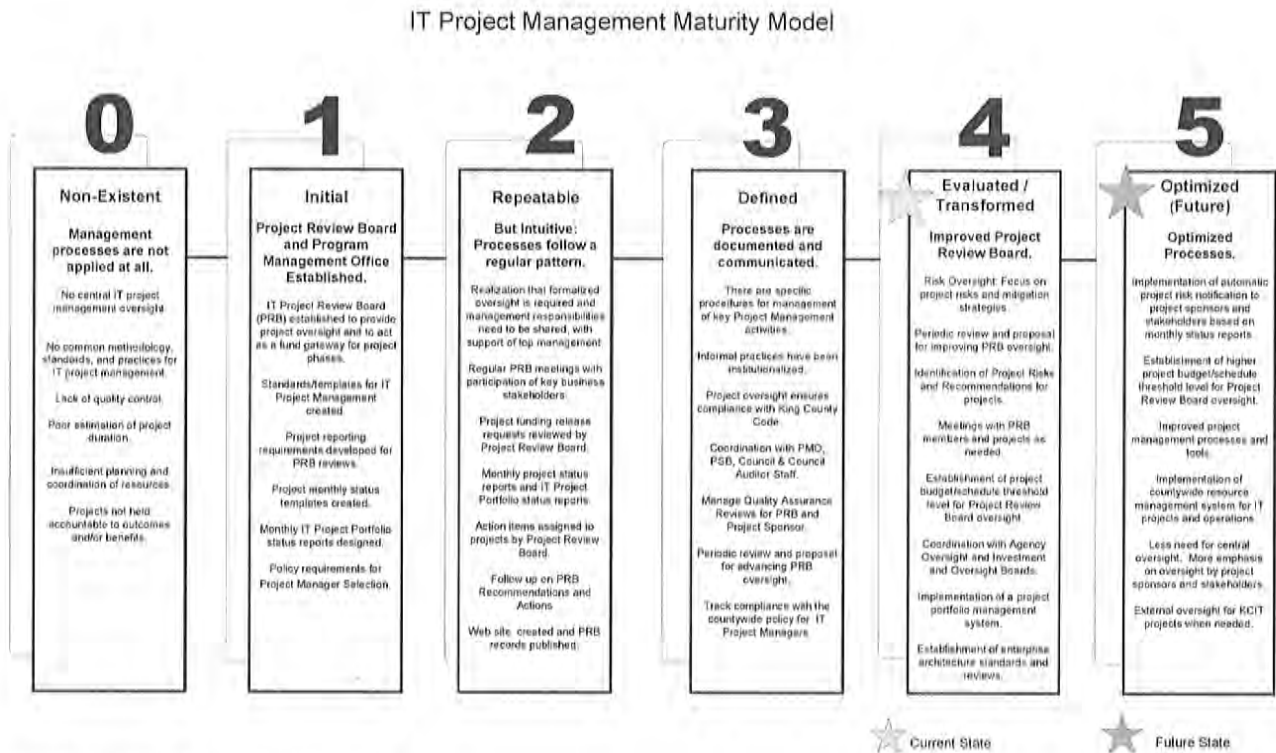 IT Project Management Maturity Model
0
Non-Existent
Management
processes are not
applied at all.
No central IT project
management oversight.
No common methodology,
standards, and practices for
IT project management.
Lack of quality control.
Poor estimation of project
duration.
Insufficient planning and
coordination of resources.
Projects not held
accountable to outcomes
and/or benefits.
1
Initial
Project Review Board
and Program
Management Office
Established.
IT Project Review Board
(PRB) established to provide
project oversight and to act
as a fund gateway for project
phases.
Standards/templates for IT
Project Management
created.
Project reporting
requirements developed for
PRB reviews.
Project monthly status
templates created.
Monthly IT Project Portfolio
status reports designed.
Policy requirements for
Project Manager Selection.
2
Repeatable
But Intuitive:
Processes follow a
regular pattern.
Realization that formalized
oversight is required and
management responsibilities
need to be shared, with
support of top management
Regular PRB meetings with
participation of key business
stakeholders.
Project funding release
requests reviewed by
Project Review Board.
Monthly project status
reports and IT Project
Portfolio status reports.
Action items assigned to
projects by Project Review
Board.
Follow up on PRB
Recommendations and
Actions
Web site created and PRB
records published.
3
Defined
Processes are
documented and
communicated.
There are specific
procedures for management
of key Project Management
activities.
Informal practices have been
institutionalized.
Project oversight ensures
compliance with King County
Code.
Coordination with PMO,
PSB, Council & Council
Auditor Staff.
Manage Quality Assurance
Reviews for PRB and
Project Sponsor.
Periodic review and proposal
for advancing PRB
oversight.
Track compliance with the
countywide policy for IT
Project Managers
4
Evaluated /
Transformed
Improved Project
Review Board.
Risk Oversight: Focus on
project risks and mitigation
strategies.
Periodic review and proposal
for improving PRB oversight.
Identification of Project Risks
and Recommendations for
projects.
Meetings with PRB
members and projects as
needed.
Establishment of project
budget/schedule threshold
level for Project Review
Board oversight
Coordination with Agency
Oversight and Investment
and Oversight Boards.
Implementation of a project
portfolio management
system.
Establishment of enterprise
architecture standards and
reviews.
5
Optimized
(Future)
Optimized
Processes.
Implementation of automatic
project risk notification to
project sponsors and
stakeholders based on
monthly status reports.
Establishment of higher
project budget/schedule
threshold level for Project
Review Board oversight.
Improved project
management processes and
tools.
Implementation of
countywide resource
management system for IT
projects and operations.
Less need for central
oversight. More emphasis
on oversight by project
sponsors and stakeholders.
External oversight for KCIT
projects when needed.
Current State
Future State